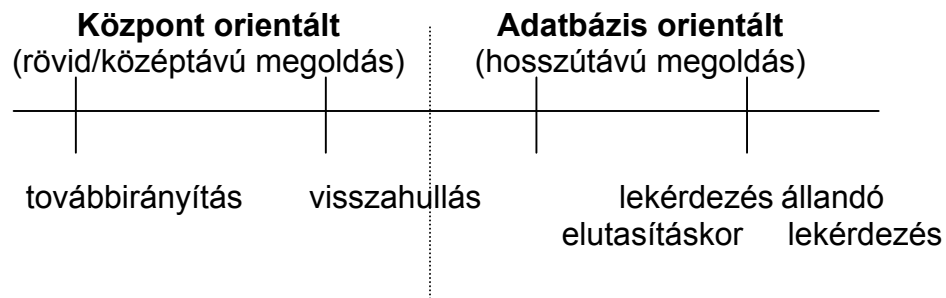 Központ orientált
(rövid/középtávú megoldás)
Adatbázis orientált
(hosszútávú megoldás)
továbbirányítás
visszahullás
lekérdezés állandó
elutasításkor lekérdezés